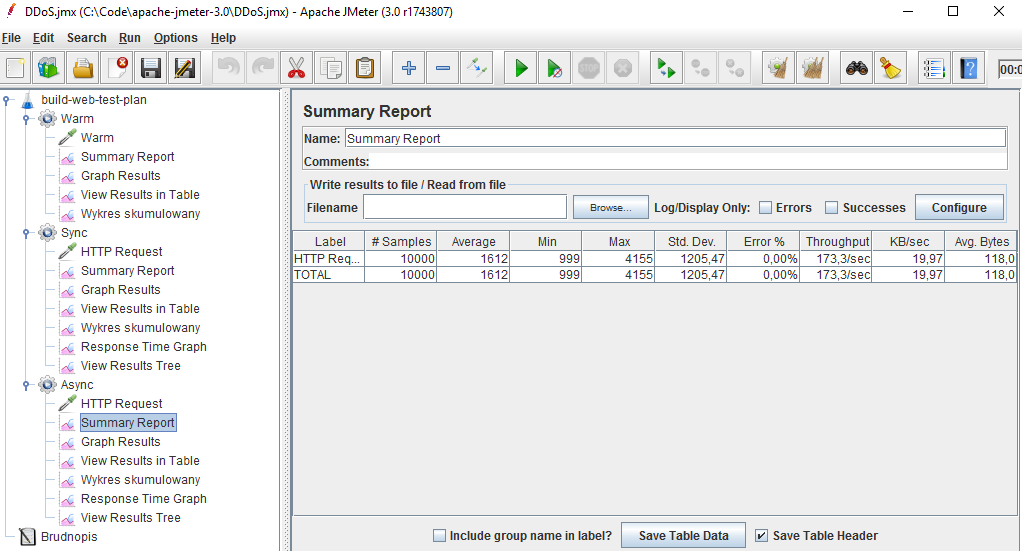 DDoS.jmx (C:\Code\apache-jmeter-3.0\DDoS.jmx) - Apache JMeter (3.0 r1743807)
File Edit Search Run Options Help
00:0
build-web-test-plan
Warm
Warm
Summary Report
Graph Results
View Results in Table
Wykres skumulowany
Sync
HTTP Request
Summary Report
Graph Results
View Results in Table
Wykres skumulowany
Response Time Graph
View Results Tree
Async
HTTP Request
Summary Report
Graph Results
View Results in Table
Wykres skumulowany
Response Time Graph
View Results Tree
Brudnopis
Summary Report
Name: Summary Report
Comments:
Write results to file / Read from file
Filename Browse... Log/Display Only: Errors Successes Configure
Label # Samples Average Min Max Std. Dev. Error % Throughput KB/sec Avg. Bytes
HTTP Req... 10000 1612 999 4155 1205,47 0,00% 173,3/sec 19,97 118,0
TOTAL 10000 1612 999 4155 1205,47 0,00% 173,3/sec 19,97 118,0
Include group name in label? Save Table Data Save Table Header